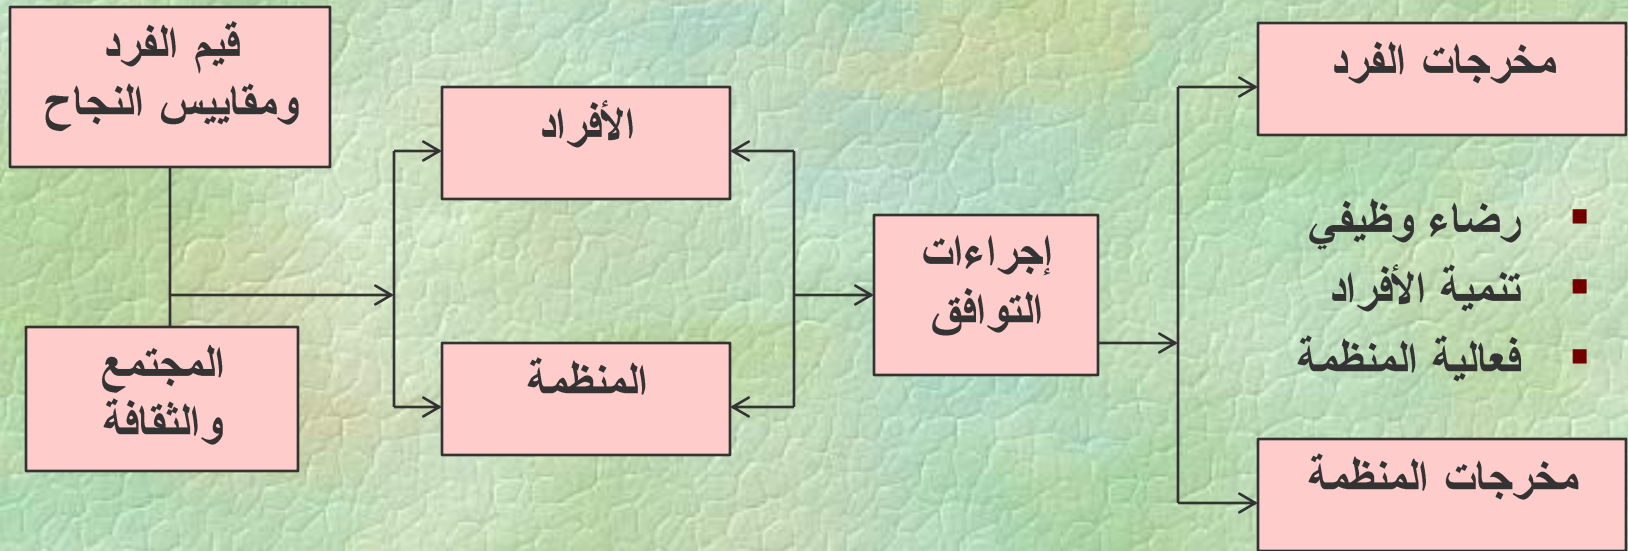 قيم الفرد
ومقاييس النجاح
المجتمع
والثقافة
الأفراد
المنظمة
إجراءات
التوافق
مخرجات الفرد
▪ رضاء وظيفي
▪ تنمية الأفراد
▪ فعالية المنظمة
مخرجات المنظمة